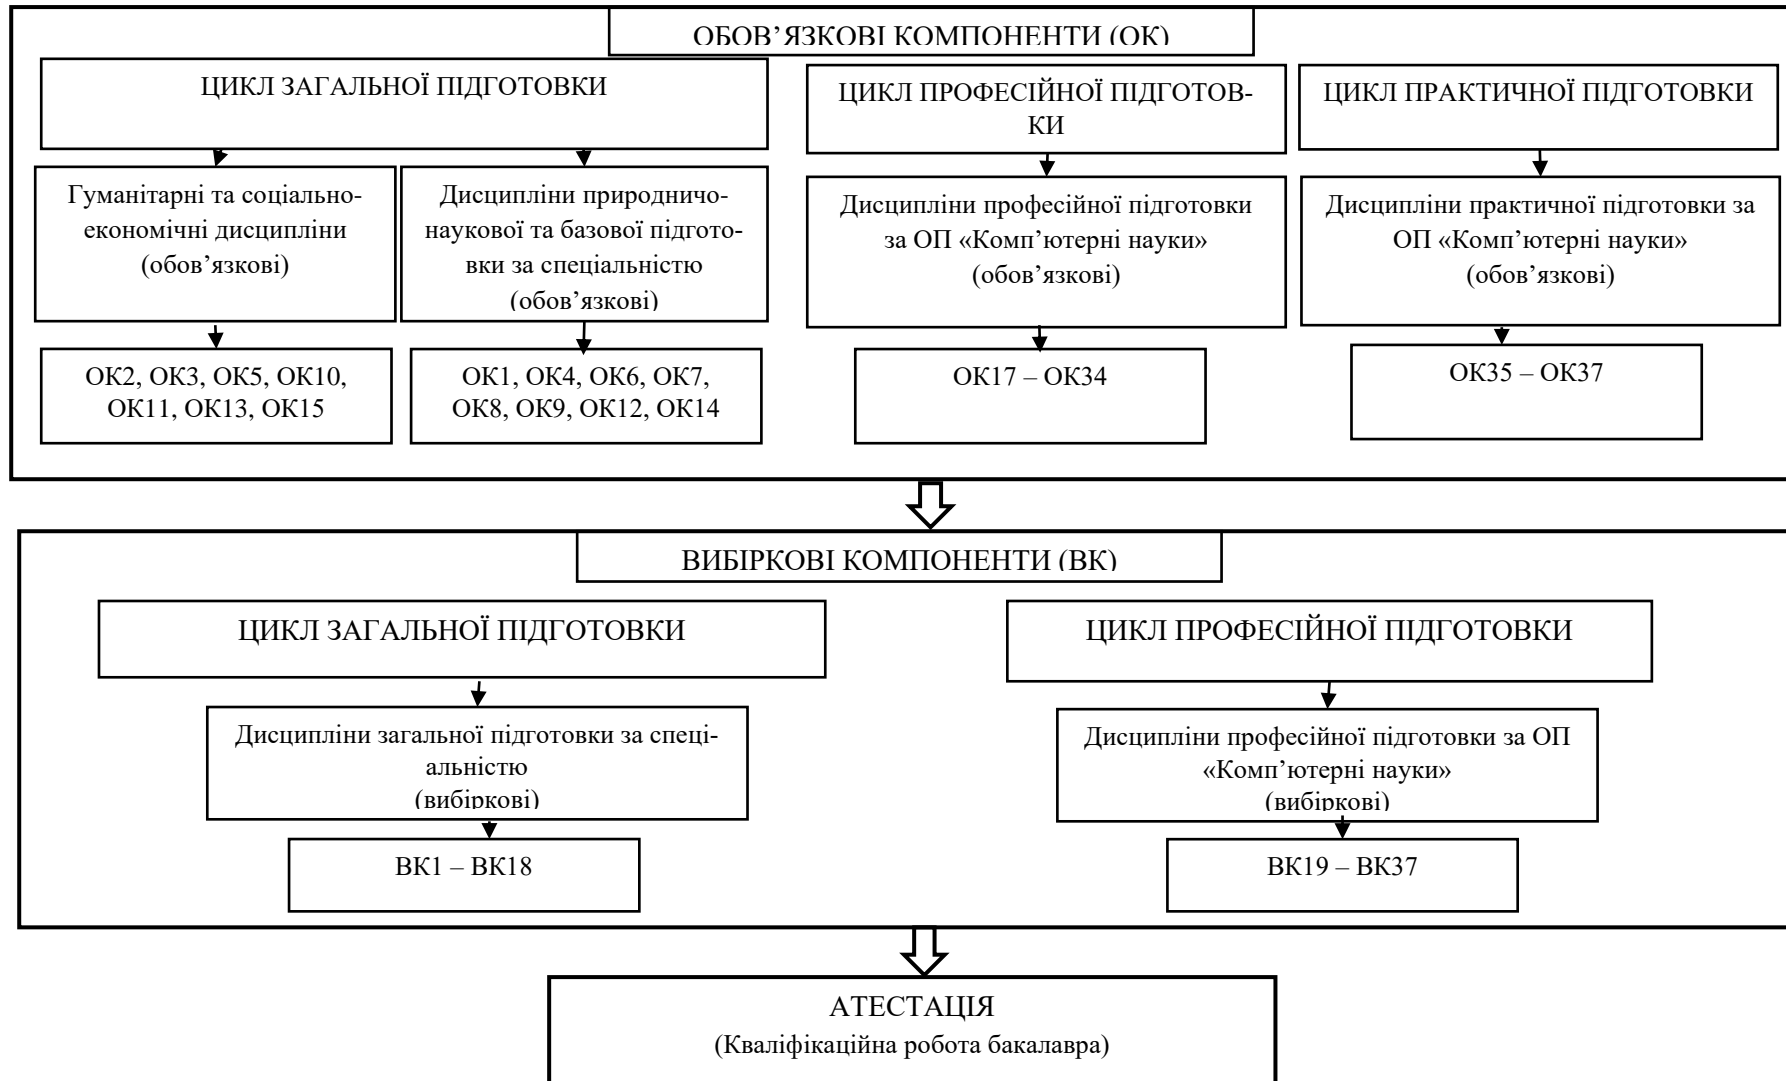 ОБОВ’ЯЗКОВІ КОМПОНЕНТИ (ОК)
ЦИКЛ ЗАГАЛЬНОЇ ПІДГОТОВКИ
Гуманітарні та соціально-
економічні дисципліни
(обов’язкові)
ОК2, ОК3, ОК5, ОК10,
ОК11, ОК13, ОК15
Дисципліни природничо-
наукової та базової підгото-
вки за спеціальністю
(обов’язкові)
ОК1, ОК4, ОК6, ОК7,
ОК8, ОК9, ОК12, ОК14
ЦИКЛ ПРОФЕСІЙНОЇ ПІДГОТОВ-
КИ
Дисципліни професійної підготовки
за ОП «Комп’ютерні науки»
(обов’язкові)
ОК17 – ОК34
ЦИКЛ ПРАКТИЧНОЇ ПІДГОТОВКИ
Дисципліни практичної підготовки за
ОП «Комп’ютерні науки»
(обов’язкові)
ОК35 – ОК37
ВИБІРКОВІ КОМПОНЕНТИ (ВК)
ЦИКЛ ЗАГАЛЬНОЇ ПІДГОТОВКИ
Дисципліни загальної підготовки за спеці-
альністю
(вибіркові)
ВК1 – ВК18
ЦИКЛ ПРОФЕСІЙНОЇ ПІДГОТОВКИ
Дисципліни професійної підготовки за ОП
«Комп’ютерні науки»
(вибіркові)
ВК19 – ВК37
АТЕСТАЦІЯ
(Кваліфікаційна робота бакалавра)